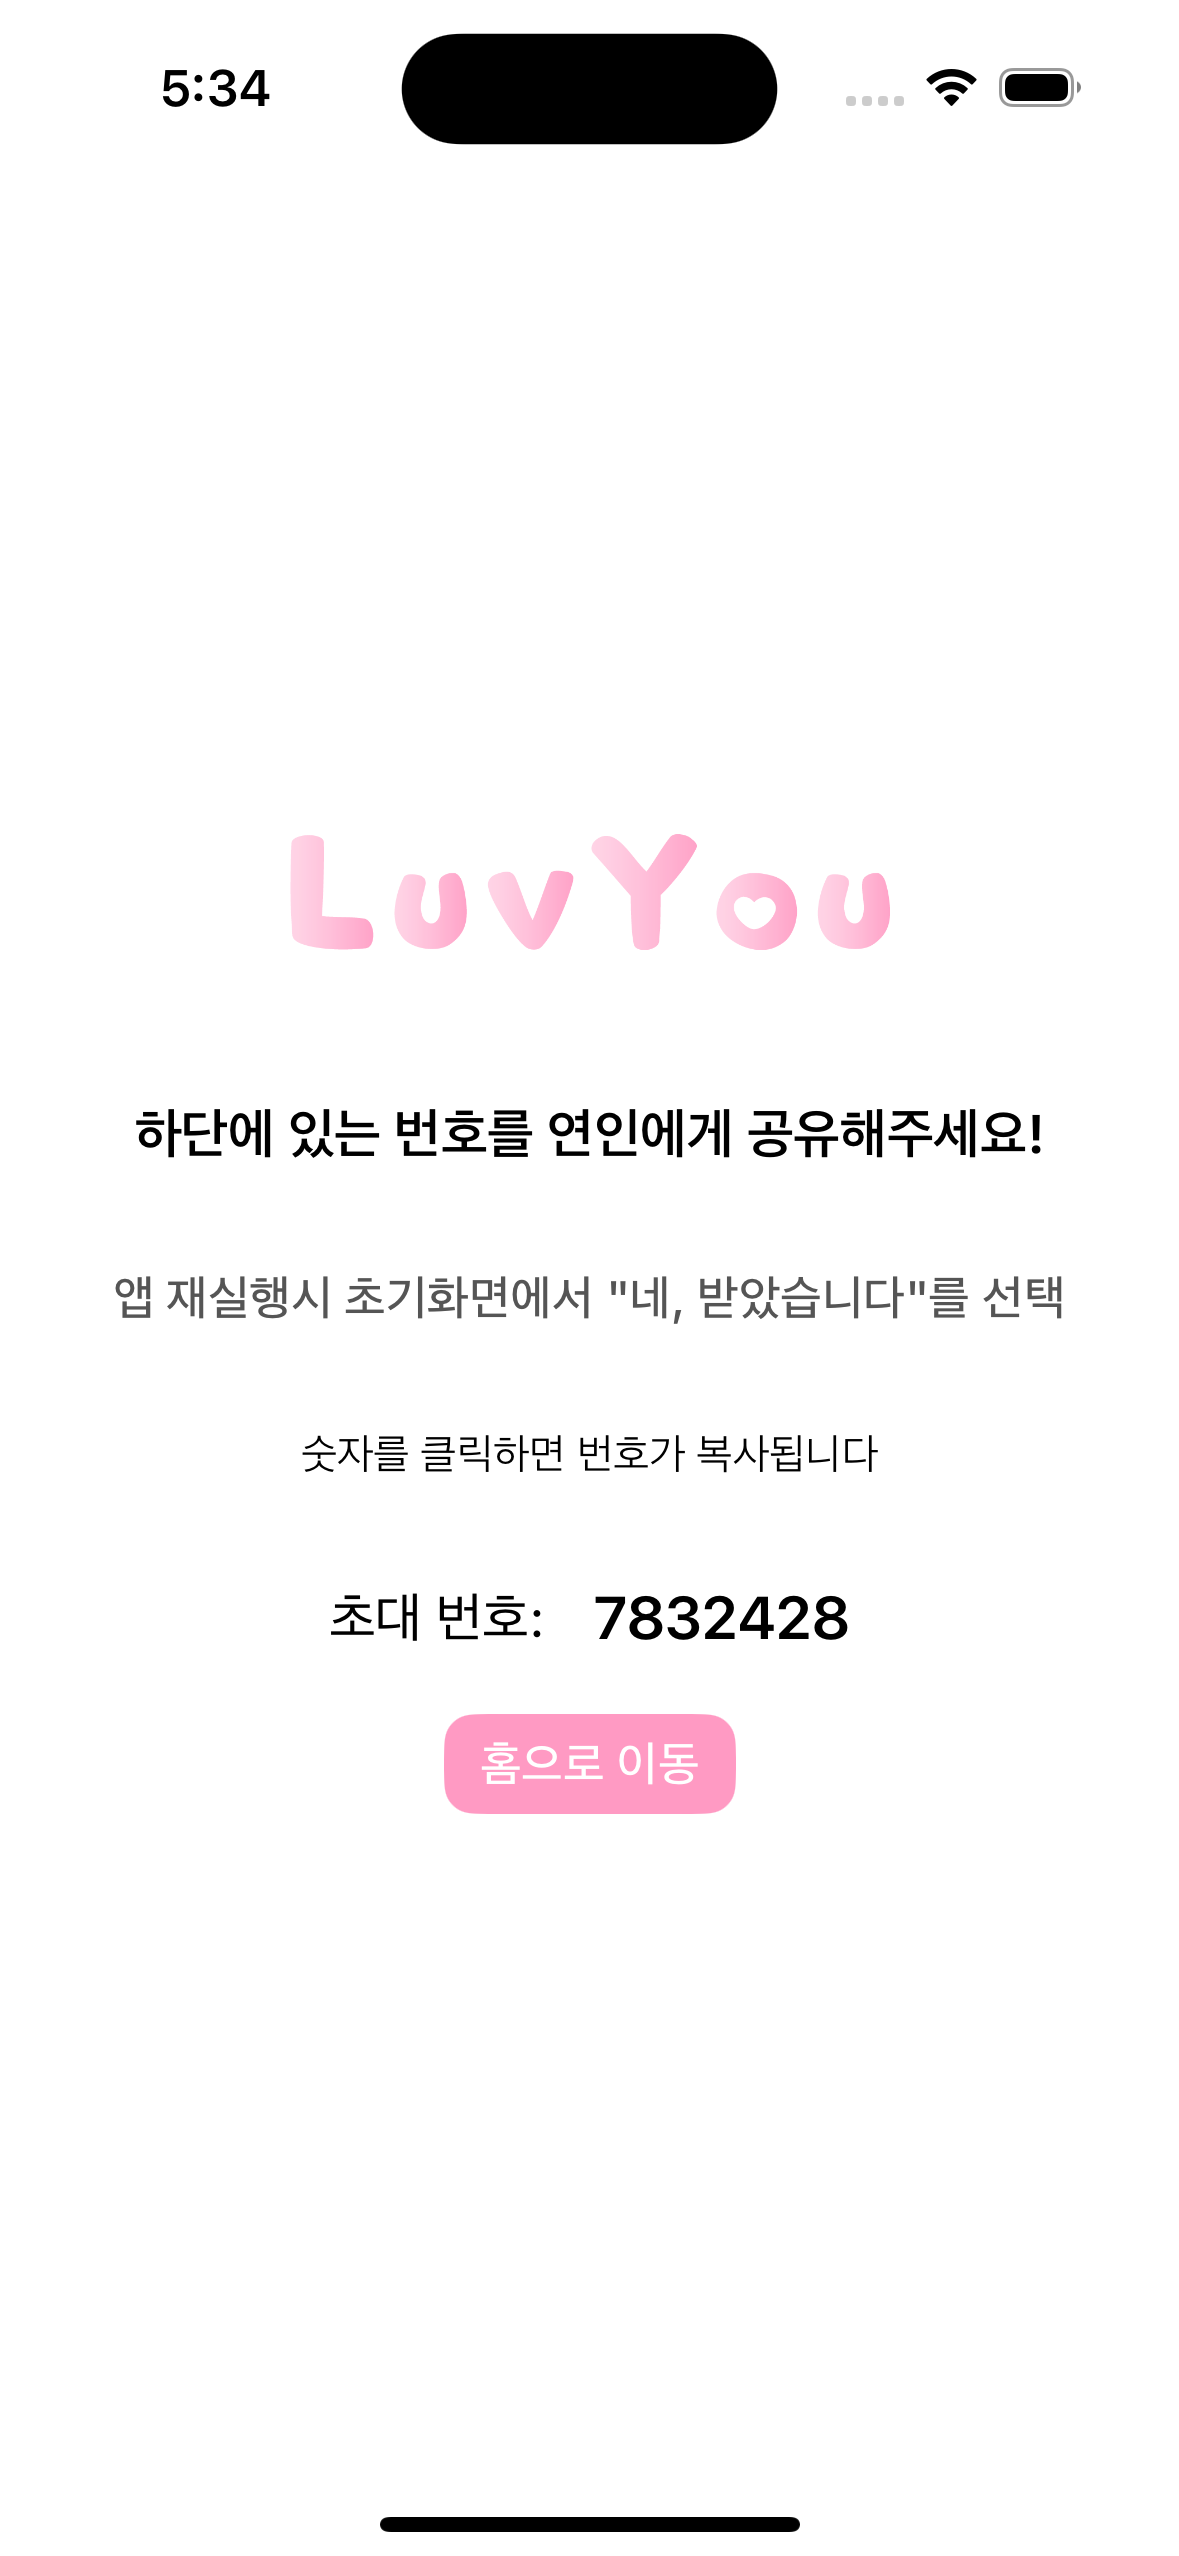 5:34
LuvYou
하단에 있는 번호를 연인에게 공유해주세요!
앱 재실행시 초기화면에서 "네, 받았습니다"를 선택
숫자를 클릭하면 번호가 복사됩니다
초대 번호: 7832428
홈으로 이동